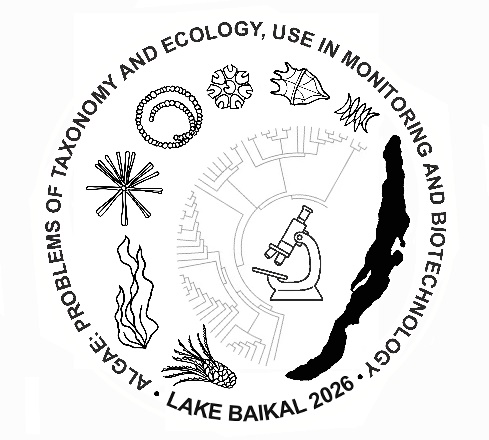 ALGAE: PROBLEMS OF TAXONOMY AND ECOLOGY, USE IN MONITORING AND BIOTECHNOLOGY
• LAKE BAIKAL 2026 •